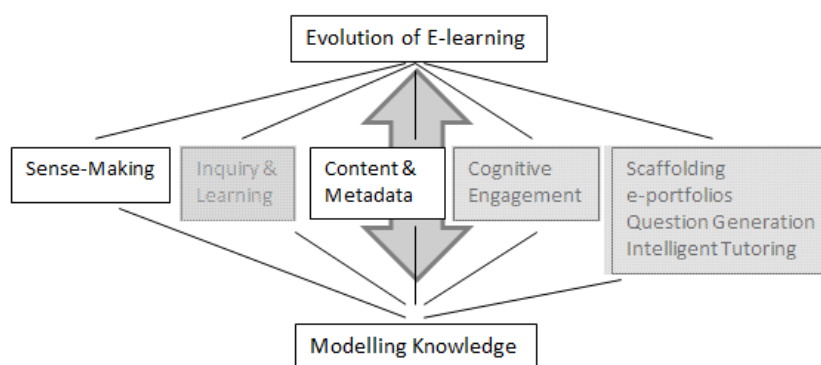 Evolution of E-learning
Sense-Making
Inquiry &
Learning
Content &
Metadata
Cognitive
Engagement
Scaffolding
e-portfolios
Question Generation
Intelligent Tutoring
Modelling Knowledge